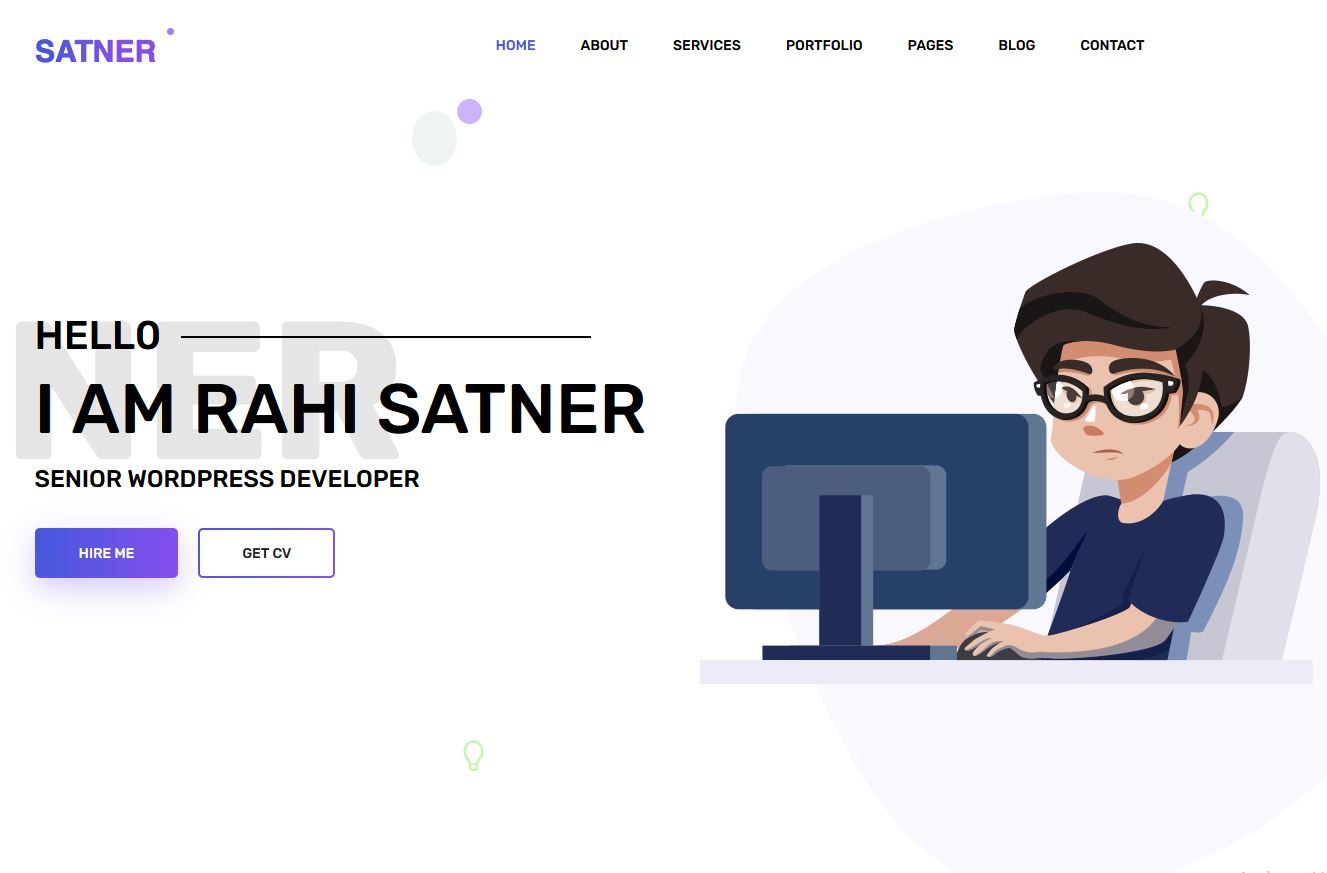 SATNER
HOME ABOUT SERVICES PORTFOLIO PAGES BLOG CONTACT
NER
HELLO
I AM RAHI SATNER
SENIOR WORDPRESS DEVELOPER
HIRE ME GET CV